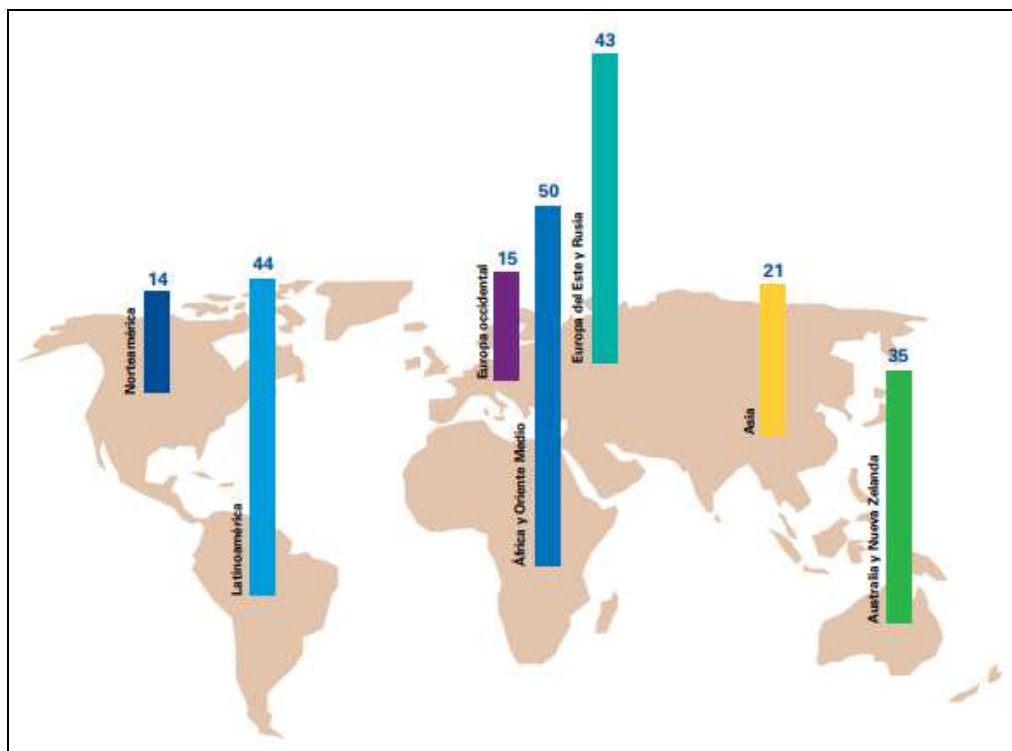 43
50
15
44
14
21
35
Norteamérica
Latinoamérica
Europa occidental
África y Oriente Medio
Europa del Este y Rusia
Asia
Australia y Nueva Zelanda